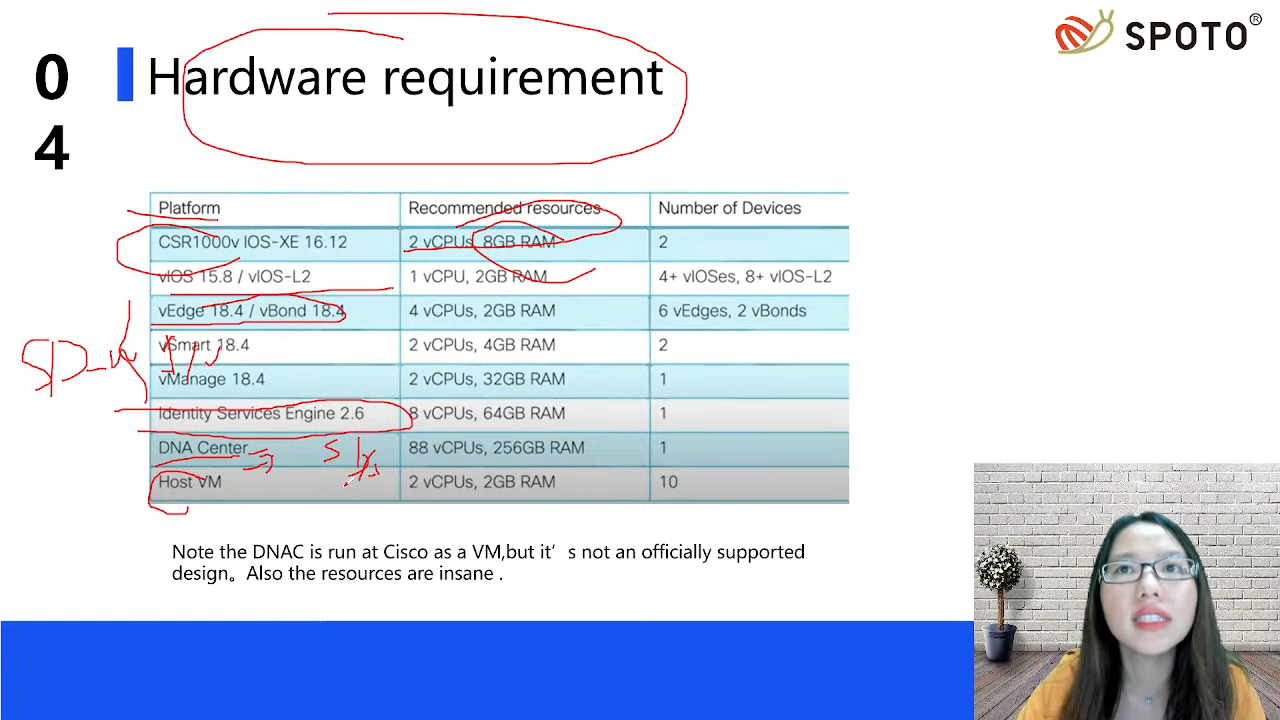 SPOTO®
04
Hardware requirement
Platform Recommended resources Number of Devices
CSR1000v IOS-XE 16.12 2 vCPUs, 8GB RAM 2
vIOS 15.8 / vIOS-L2 1 vCPU, 2GB RAM 4+ vIOSes, 8+ vIOS-L2
vEdge 18.4 / vBond 18.4 4 vCPUs, 2GB RAM 6 vEdges, 2 vBonds
vSmart 18.4 2 vCPUs, 4GB RAM 2
vManage 18.4 2 vCPUs, 32GB RAM 1
Identity Services Engine 2.6 8 vCPUs, 64GB RAM 1
DNA Center 88 vCPUs, 256GB RAM 1
Host VM 2 vCPUs, 2GB RAM 10
Note the DNAC is run at Cisco as a VM,but it's not an officially supported
design。Also the resources are insane .